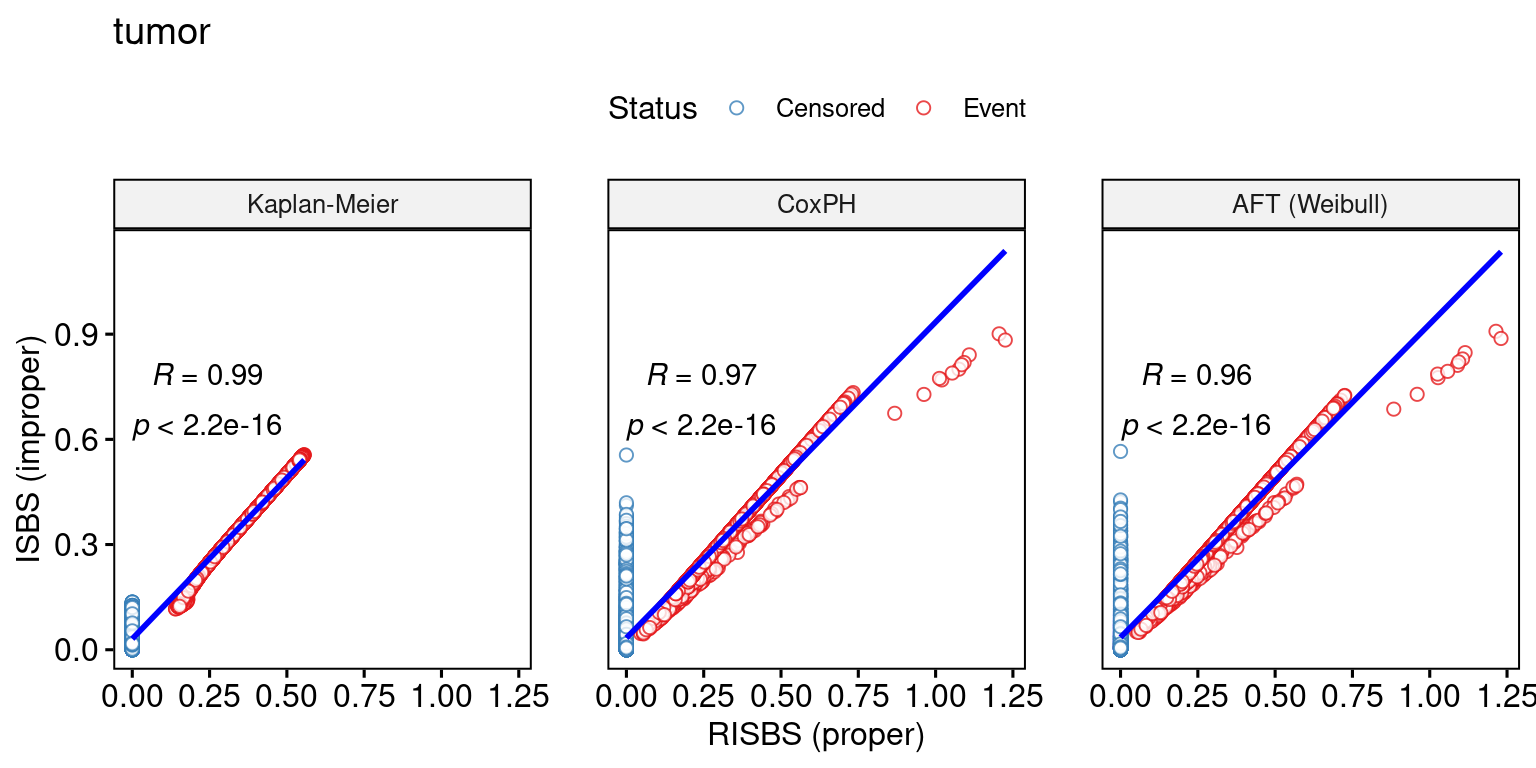 tumor
Status Censored Event
Kaplan-Meier CoxPH AFT (Weibull)
ISBS (improper)
0.9
0.6
0.3
0.0
R = 0.99
p < 2.2e-16
R = 0.97
p < 2.2e-16
R = 0.96
p < 2.2e-16
0.00 0.25 0.50 0.75 1.00 1.25
0.00 0.25 0.50 0.75 1.00 1.25
0.00 0.25 0.50 0.75 1.00 1.25
RISBS (proper)